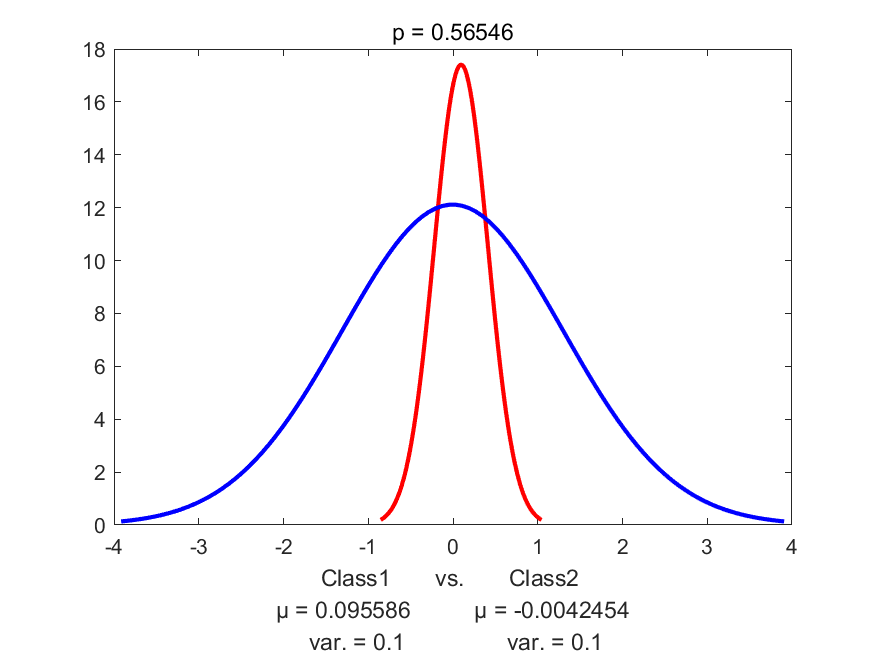 p = 0.56546
18
16
14
12
10
8
6
4
2
0
-4 -3 -2 -1 0 1 2 3 4
Class1 vs. Class2
μ = 0.095586 μ = -0.0042454
var. = 0.1 var. = 0.1